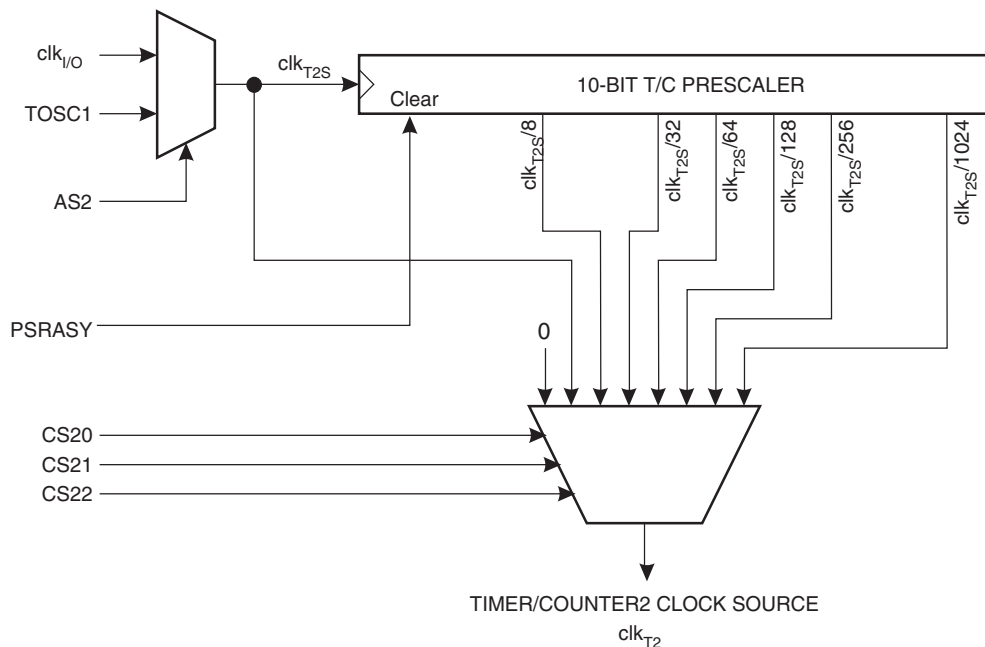 clkI/O
clkT2S
10-BIT T/C PRESCALER
TOSC1
Clear
clkT2S/8
clkT2S/32
clkT2S/64
clkT2S/128
clkT2S/256
clkT2S/1024
AS2
PSRASY
0
CS20
CS21
CS22
TIMER/COUNTER2 CLOCK SOURCE
clkT2